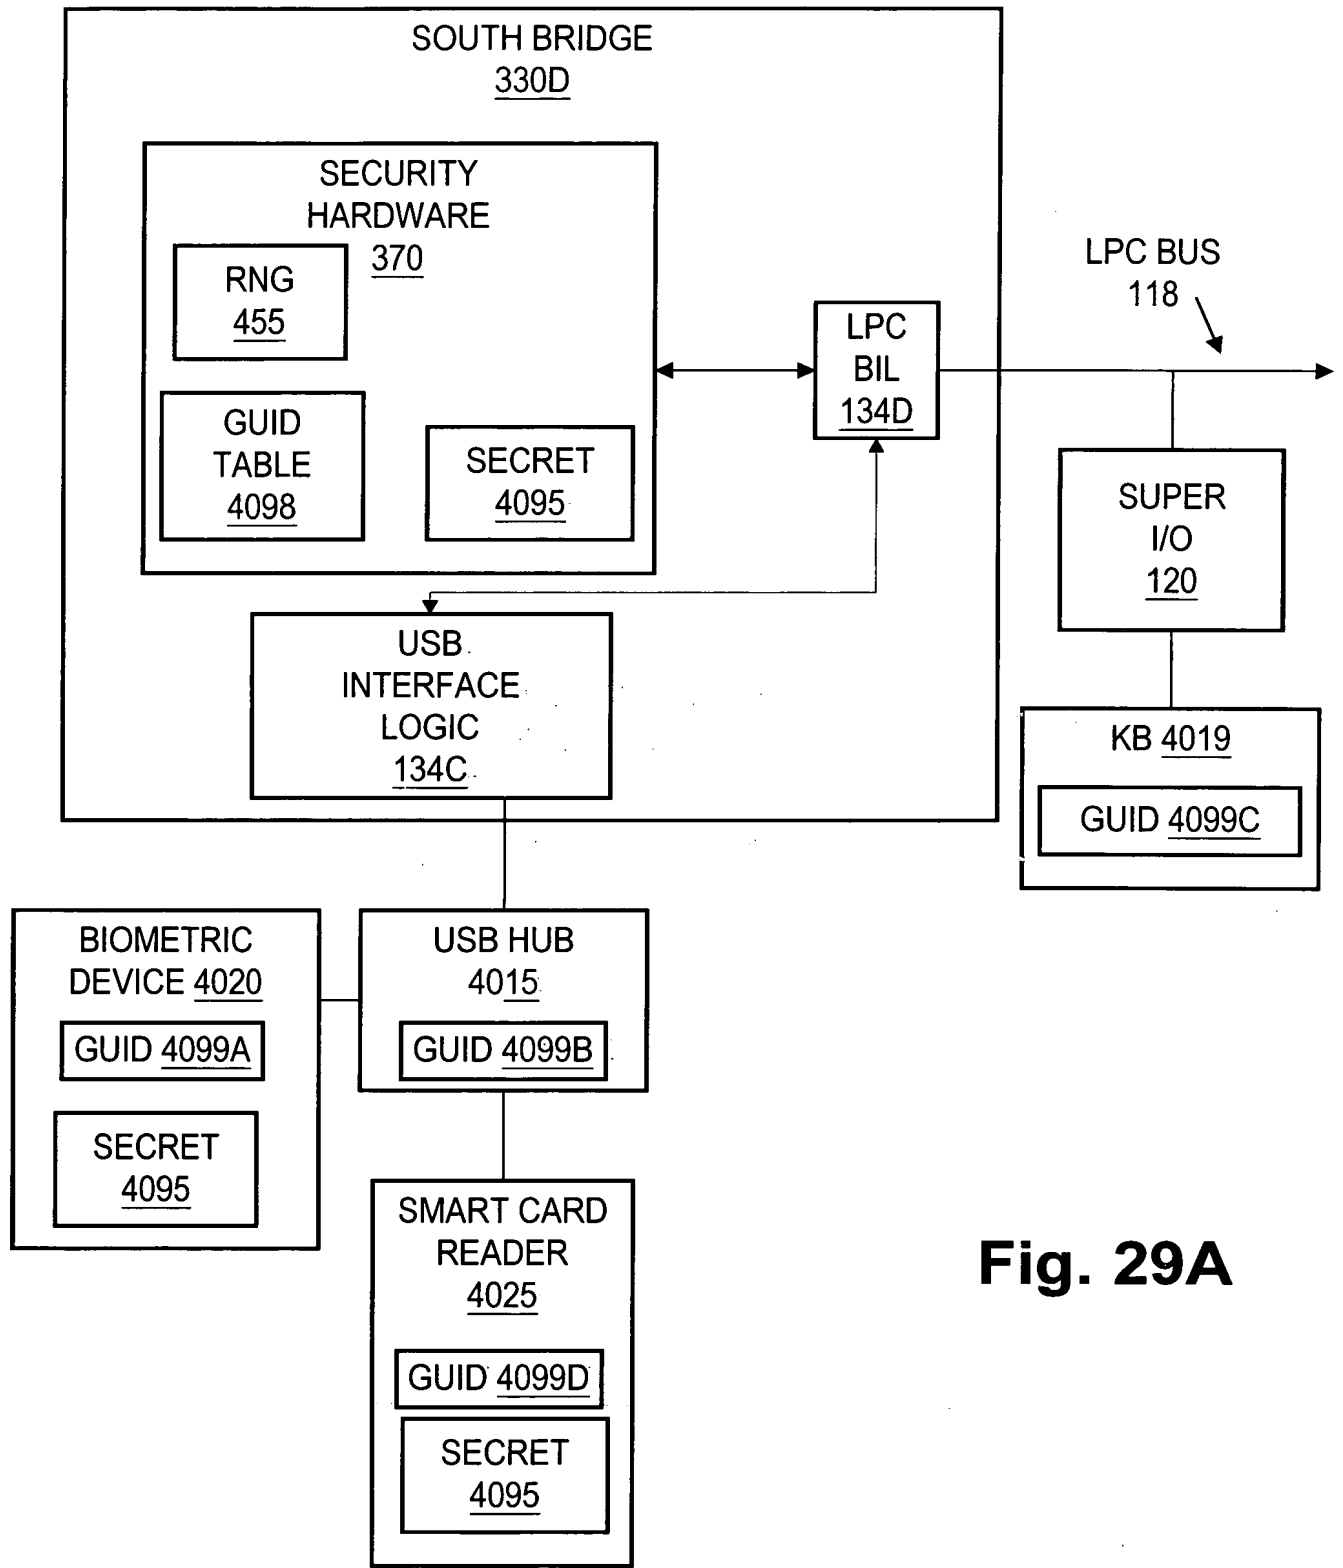 SOUTH BRIDGE
330D
SECURITY
HARDWARE
370
RNG
455
GUID
TABLE
4098
SECRET
4095
LPC
BIL
134D
LPC BUS
118
SUPER
I/O
120
KB 4019
GUID 4099C
USB
INTERFACE
LOGIC
134C
BIOMETRIC
DEVICE 4020
GUID 4099A
SECRET
4095
USB HUB
4015
GUID 4099B
SMART CARD
READER
4025
GUID 4099D
SECRET
4095
Fig. 29A